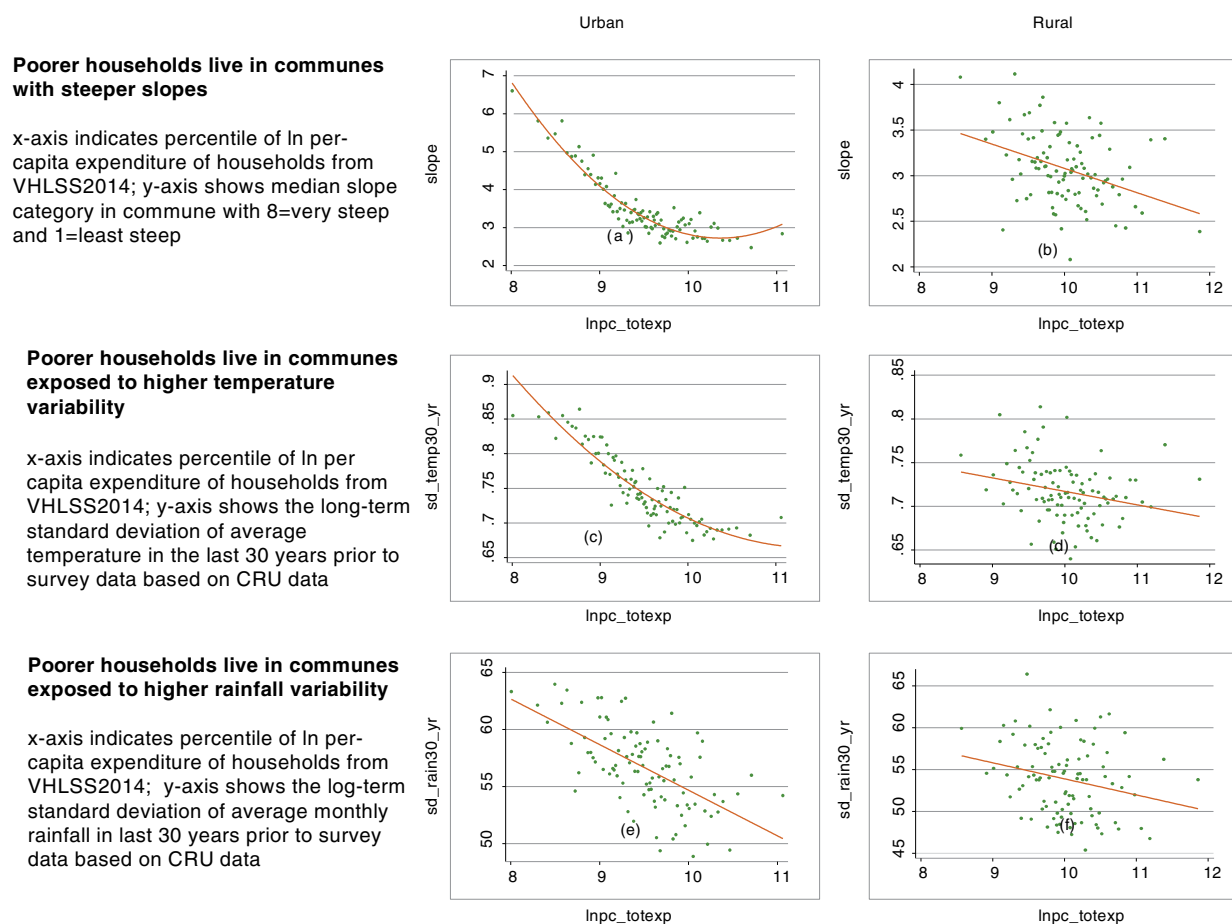 Urban
Rural
Poorer households live in communes
with steeper slopes
x-axis indicates percentile of ln per-
capita expenditure of households from
VHLSS2014; y-axis shows median slope
category in commune with 8=very steep
and 1=least steep
slope
7
6
5
4
3
2
(a)
8
9
10
11
lnpc_totexp
slope
4
3.5
3
2.5
2
(b)
8
9
10
11
12
lnpc_totexp
Poorer households live in communes
exposed to higher temperature
variability
x-axis indicates percentile of ln per
capita expenditure of households from
VHLSS2014; y-axis shows the long-term
standard deviation of average
temperature in the last 30 years prior to
survey data based on CRU data
sd_temp30_yr
.9
.85
.8
.75
.7
.65
(c)
8
9
10
11
lnpc_totexp
sd_temp30_yr
.85
.8
.75
.7
.65
(d)
8
9
10
11
12
lnpc_totexp
Poorer households live in communes
exposed to higher rainfall variability
x-axis indicates percentile of ln per-
capita expenditure of households from
VHLSS2014;  y-axis shows the log-term
standard deviation of average monthly
rainfall in last 30 years prior to survey
data based on CRU data
sd_rain30_yr
65
60
55
50
(e)
8
9
10
11
lnpc_totexp
sd_rain30_yr
65
60
55
50
45
(f)
8
9
10
11
12
lnpc_totexp